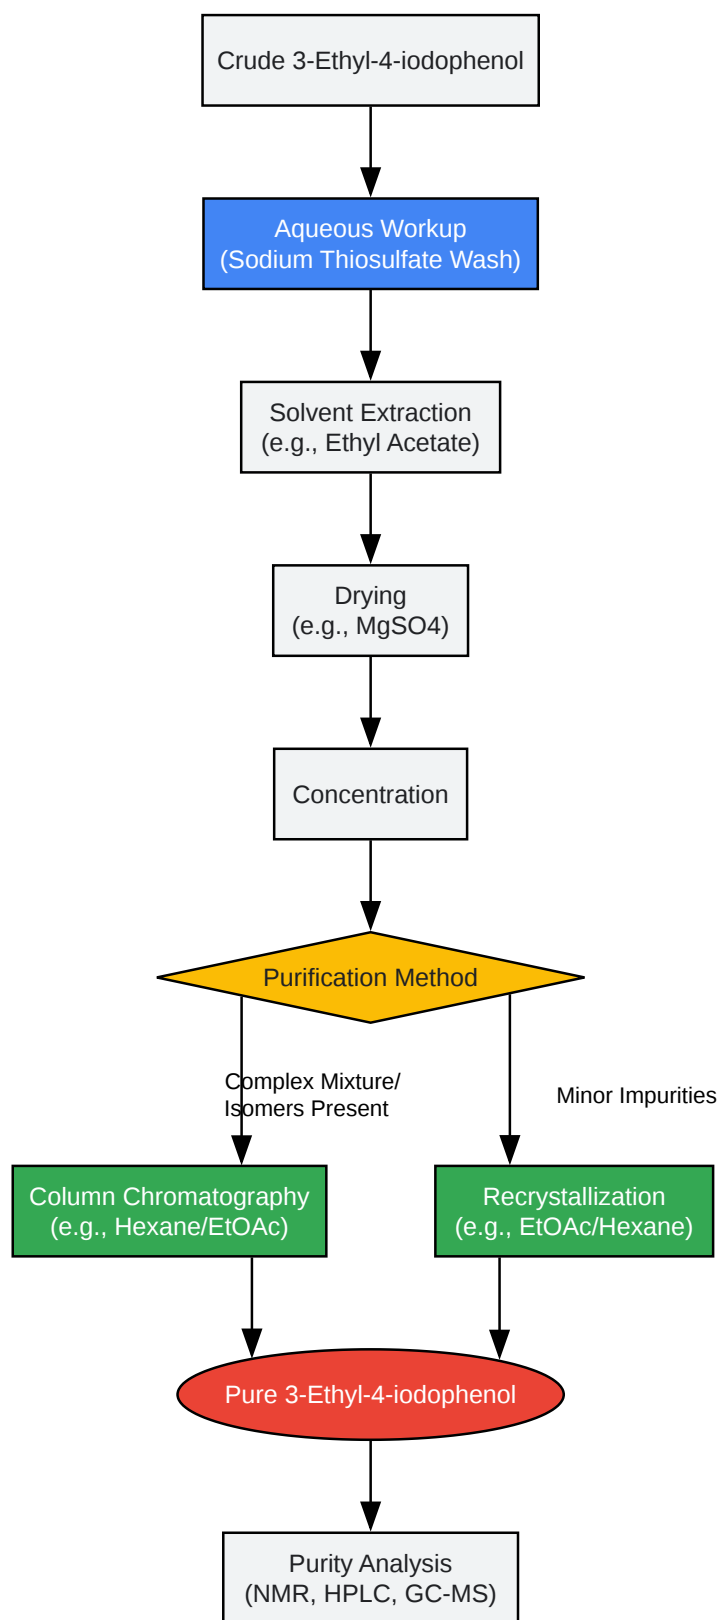 Crude 3-Ethyl-4-iodophenol
Aqueous Workup
(Sodium Thiosulfate Wash)
Solvent Extraction
(e.g., Ethyl Acetate)
Drying
(e.g., MgSO4)
Concentration
Purification Method
Complex Mixture/
Isomers Present
Minor Impurities
Column Chromatography
(e.g., Hexane/EtOAc)
Recrystallization
(e.g., EtOAc/Hexane)
Pure 3-Ethyl-4-iodophenol
Purity Analysis
(NMR, HPLC, GC-MS)